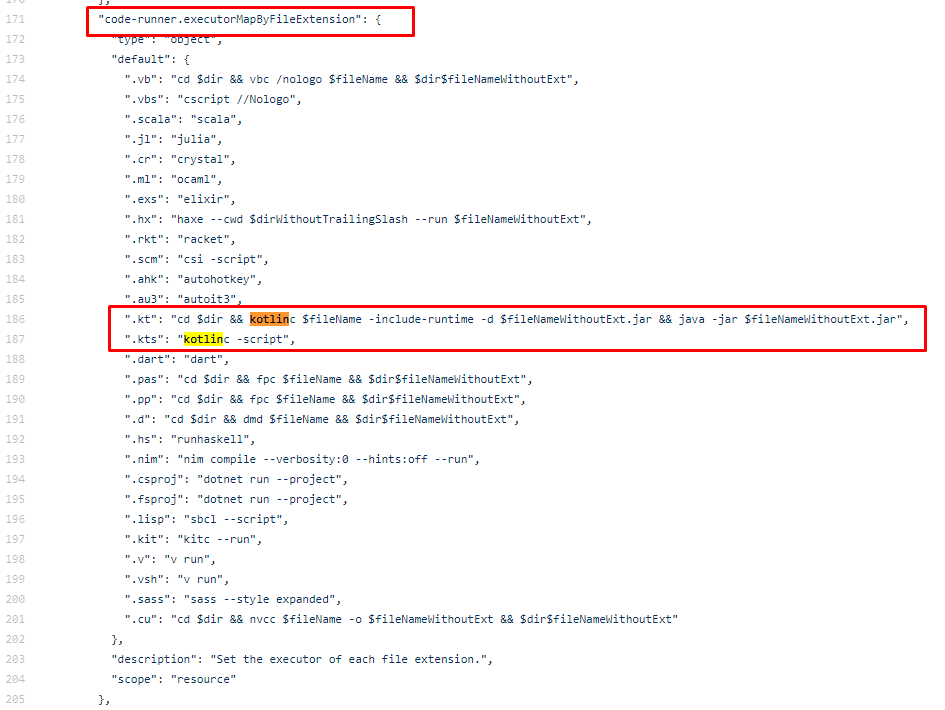 170 },
171 "code-runner.executorMapByFileExtension": {
172 "type": "object",
173 "default": {
174 ".vb": "cd $dir && vbc /nologo $fileName && $dir$fileNameWithoutExt",
175 ".vbs": "cscript //Nologo",
176 ".scala": "scala",
177 ".jl": "julia",
178 ".cr": "crystal",
179 ".ml": "ocaml",
180 ".exs": "elixir",
181 ".hx": "haxe --cwd $dirWithoutTrailingSlash --run $fileNameWithoutExt",
182 ".rkt": "racket",
183 ".scm": "csi -script",
184 ".ahk": "autohotkey",
185 ".au3": "autoit3",
186 ".kt": "cd $dir && kotlinc $fileName -include-runtime -d $fileNameWithoutExt.jar && java -jar $fileNameWithoutExt.jar",
187 ".kts": "kotlinc -script",
188 ".dart": "dart",
189 ".pas": "cd $dir && fpc $fileName && $dir$fileNameWithoutExt",
190 ".pp": "cd $dir && fpc $fileName && $dir$fileNameWithoutExt",
191 ".d": "cd $dir && dmd $fileName && $dir$fileNameWithoutExt",
192 ".hs": "runhaskell",
193 ".nim": "nim compile --verbosity:0 --hints:off --run",
194 ".csproj": "dotnet run --project",
195 ".fsproj": "dotnet run --project",
196 ".lisp": "sbcl --script",
197 ".kit": "kitc --run",
198 ".v": "v run",
199 ".vsh": "v run",
200 ".sass": "sass --style expanded",
201 ".cu": "cd $dir && nvcc $fileName -o $fileNameWithoutExt && $dir$fileNameWithoutExt"
202 },
203 "description": "Set the executor of each file extension.",
204 "scope": "resource"
205 },